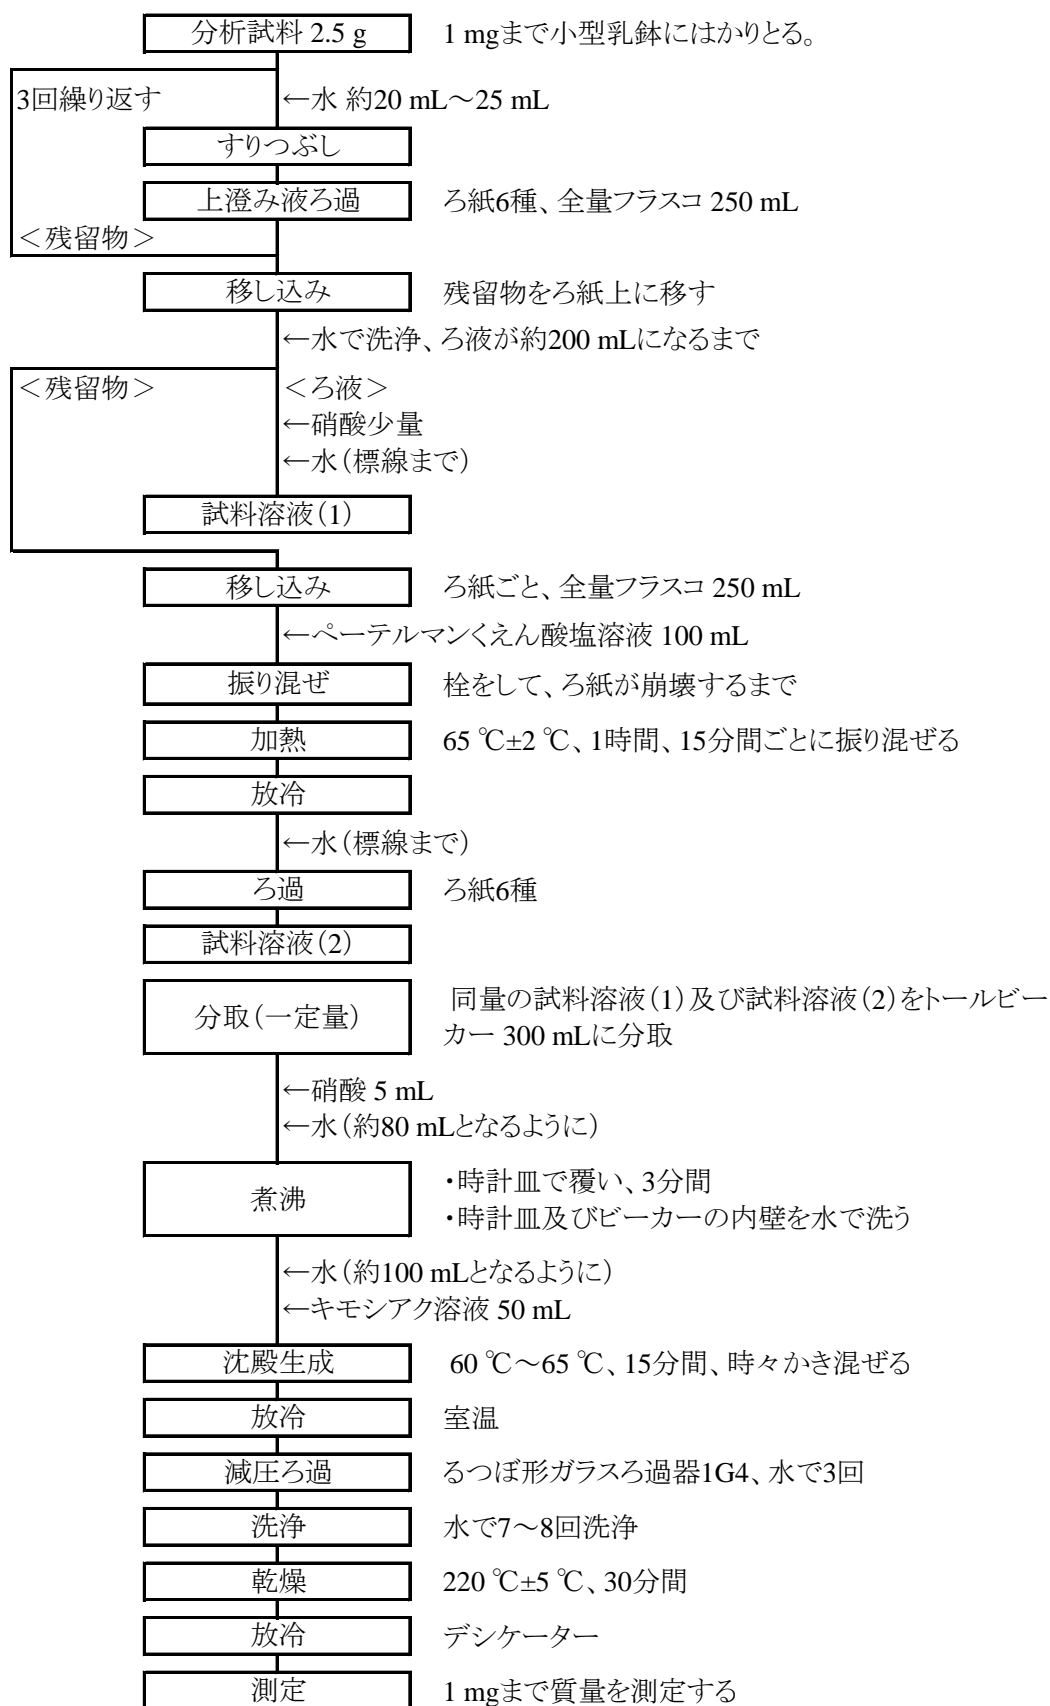 分析試料 2.5 g 1 mgまで小型乳鉢にはかりとる。
3回繰り返す ←水 約20 mL～25 mL
すりつぶし
上澄み液ろ過 ろ紙6種、全量フラスコ 250 mL
＜残留物＞
移し込み 残留物をろ紙上に移す
←水で洗浄、ろ液が約200 mLになるまで
＜残留物＞ ＜ろ液＞
←硝酸少量
←水（標線まで）
試料溶液（1）
移し込み ろ紙ごと、全量フラスコ 250 mL
←ペーテルマンくえん酸塩溶液 100 mL
振り混ぜ 栓をして、ろ紙が崩壊するまで
加熱 65 ℃±2 ℃、1時間、15分間ごとに振り混ぜる
放冷
←水（標線まで）
ろ過 ろ紙6種
試料溶液（2）
分取（一定量） 同量の試料溶液（1）及び試料溶液（2）をトールビー
カー 300 mLに分取
←硝酸 5 mL
←水（約80 mLとなるように）
煮沸 ・時計皿で覆い、3分間
・時計皿及びビーカーの内壁を水で洗う
←水（約100 mLとなるように）
←キモシアク溶液 50 mL
沈殿生成 60 ℃～65 ℃、15分間、時々かき混ぜる
放冷 室温
減圧ろ過 るつぼ形ガラスろ過器1G4、水で3回
洗浄 水で7～8回洗浄
乾燥 220 ℃±5 ℃、30分間
放冷 デシケーター
測定 1 mgまで質量を測定する